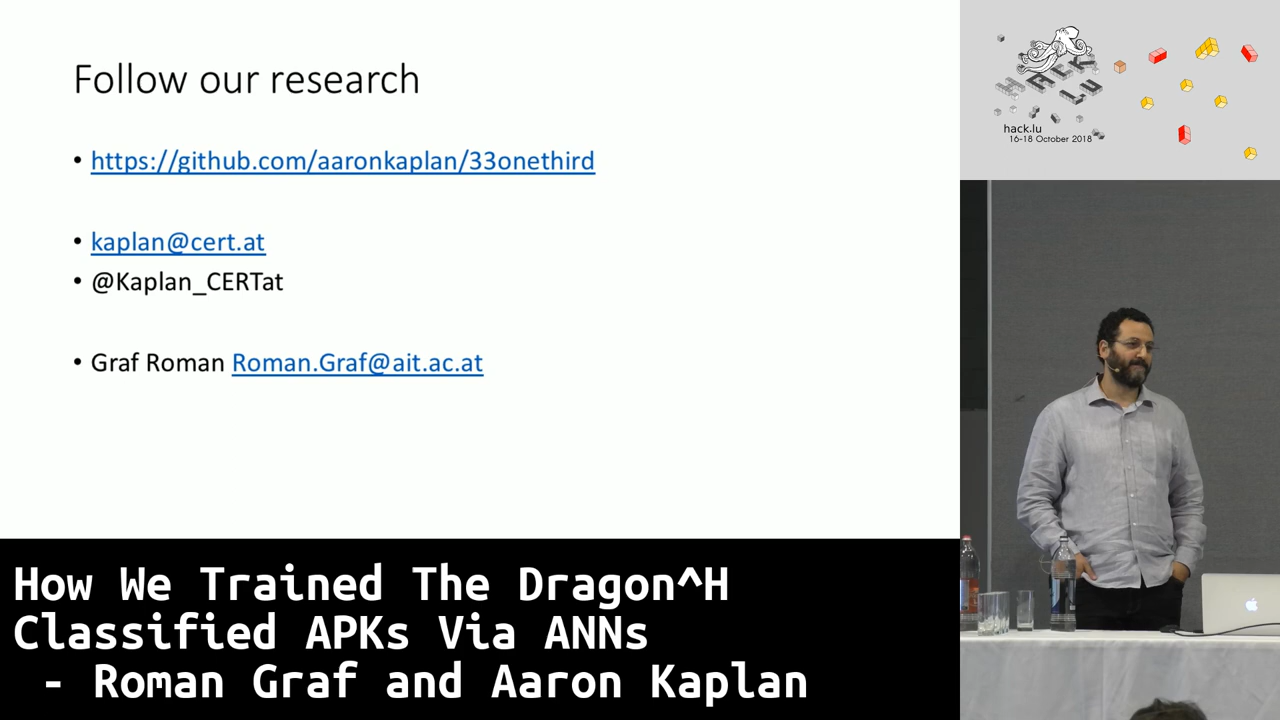 Follow our research
• https://github.com/aaronkaplan/33onethird
• kaplan@cert.at
• @Kaplan_CERTat
• Graf Roman Roman.Graf@ait.ac.at
HACK
LU
hack.lu
16-18 October 2018
How We Trained The Dragon^H
Classified APKs Via ANNs
- Roman Graf and Aaron Kaplan